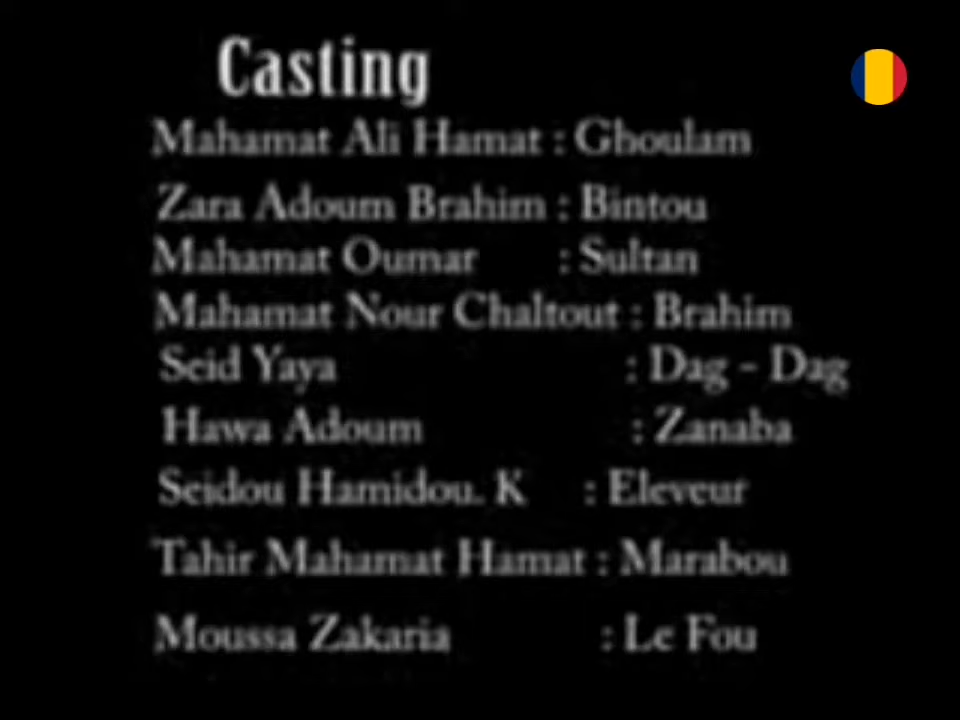 Casting
Mahamat Ali Hamat : Ghoulam
Zara Adoum Brahim : Bintou
Mahamat Oumar : Sultan
Mahamat Nour Chaltout : Brahim
Seid Yaya : Dag - Dag
Hawa Adoum : Zanaba
Seidou Hamidou. K : Eleveur
Tahir Mahamat Hamat : Marabou
Moussa Zakaria : Le Fou